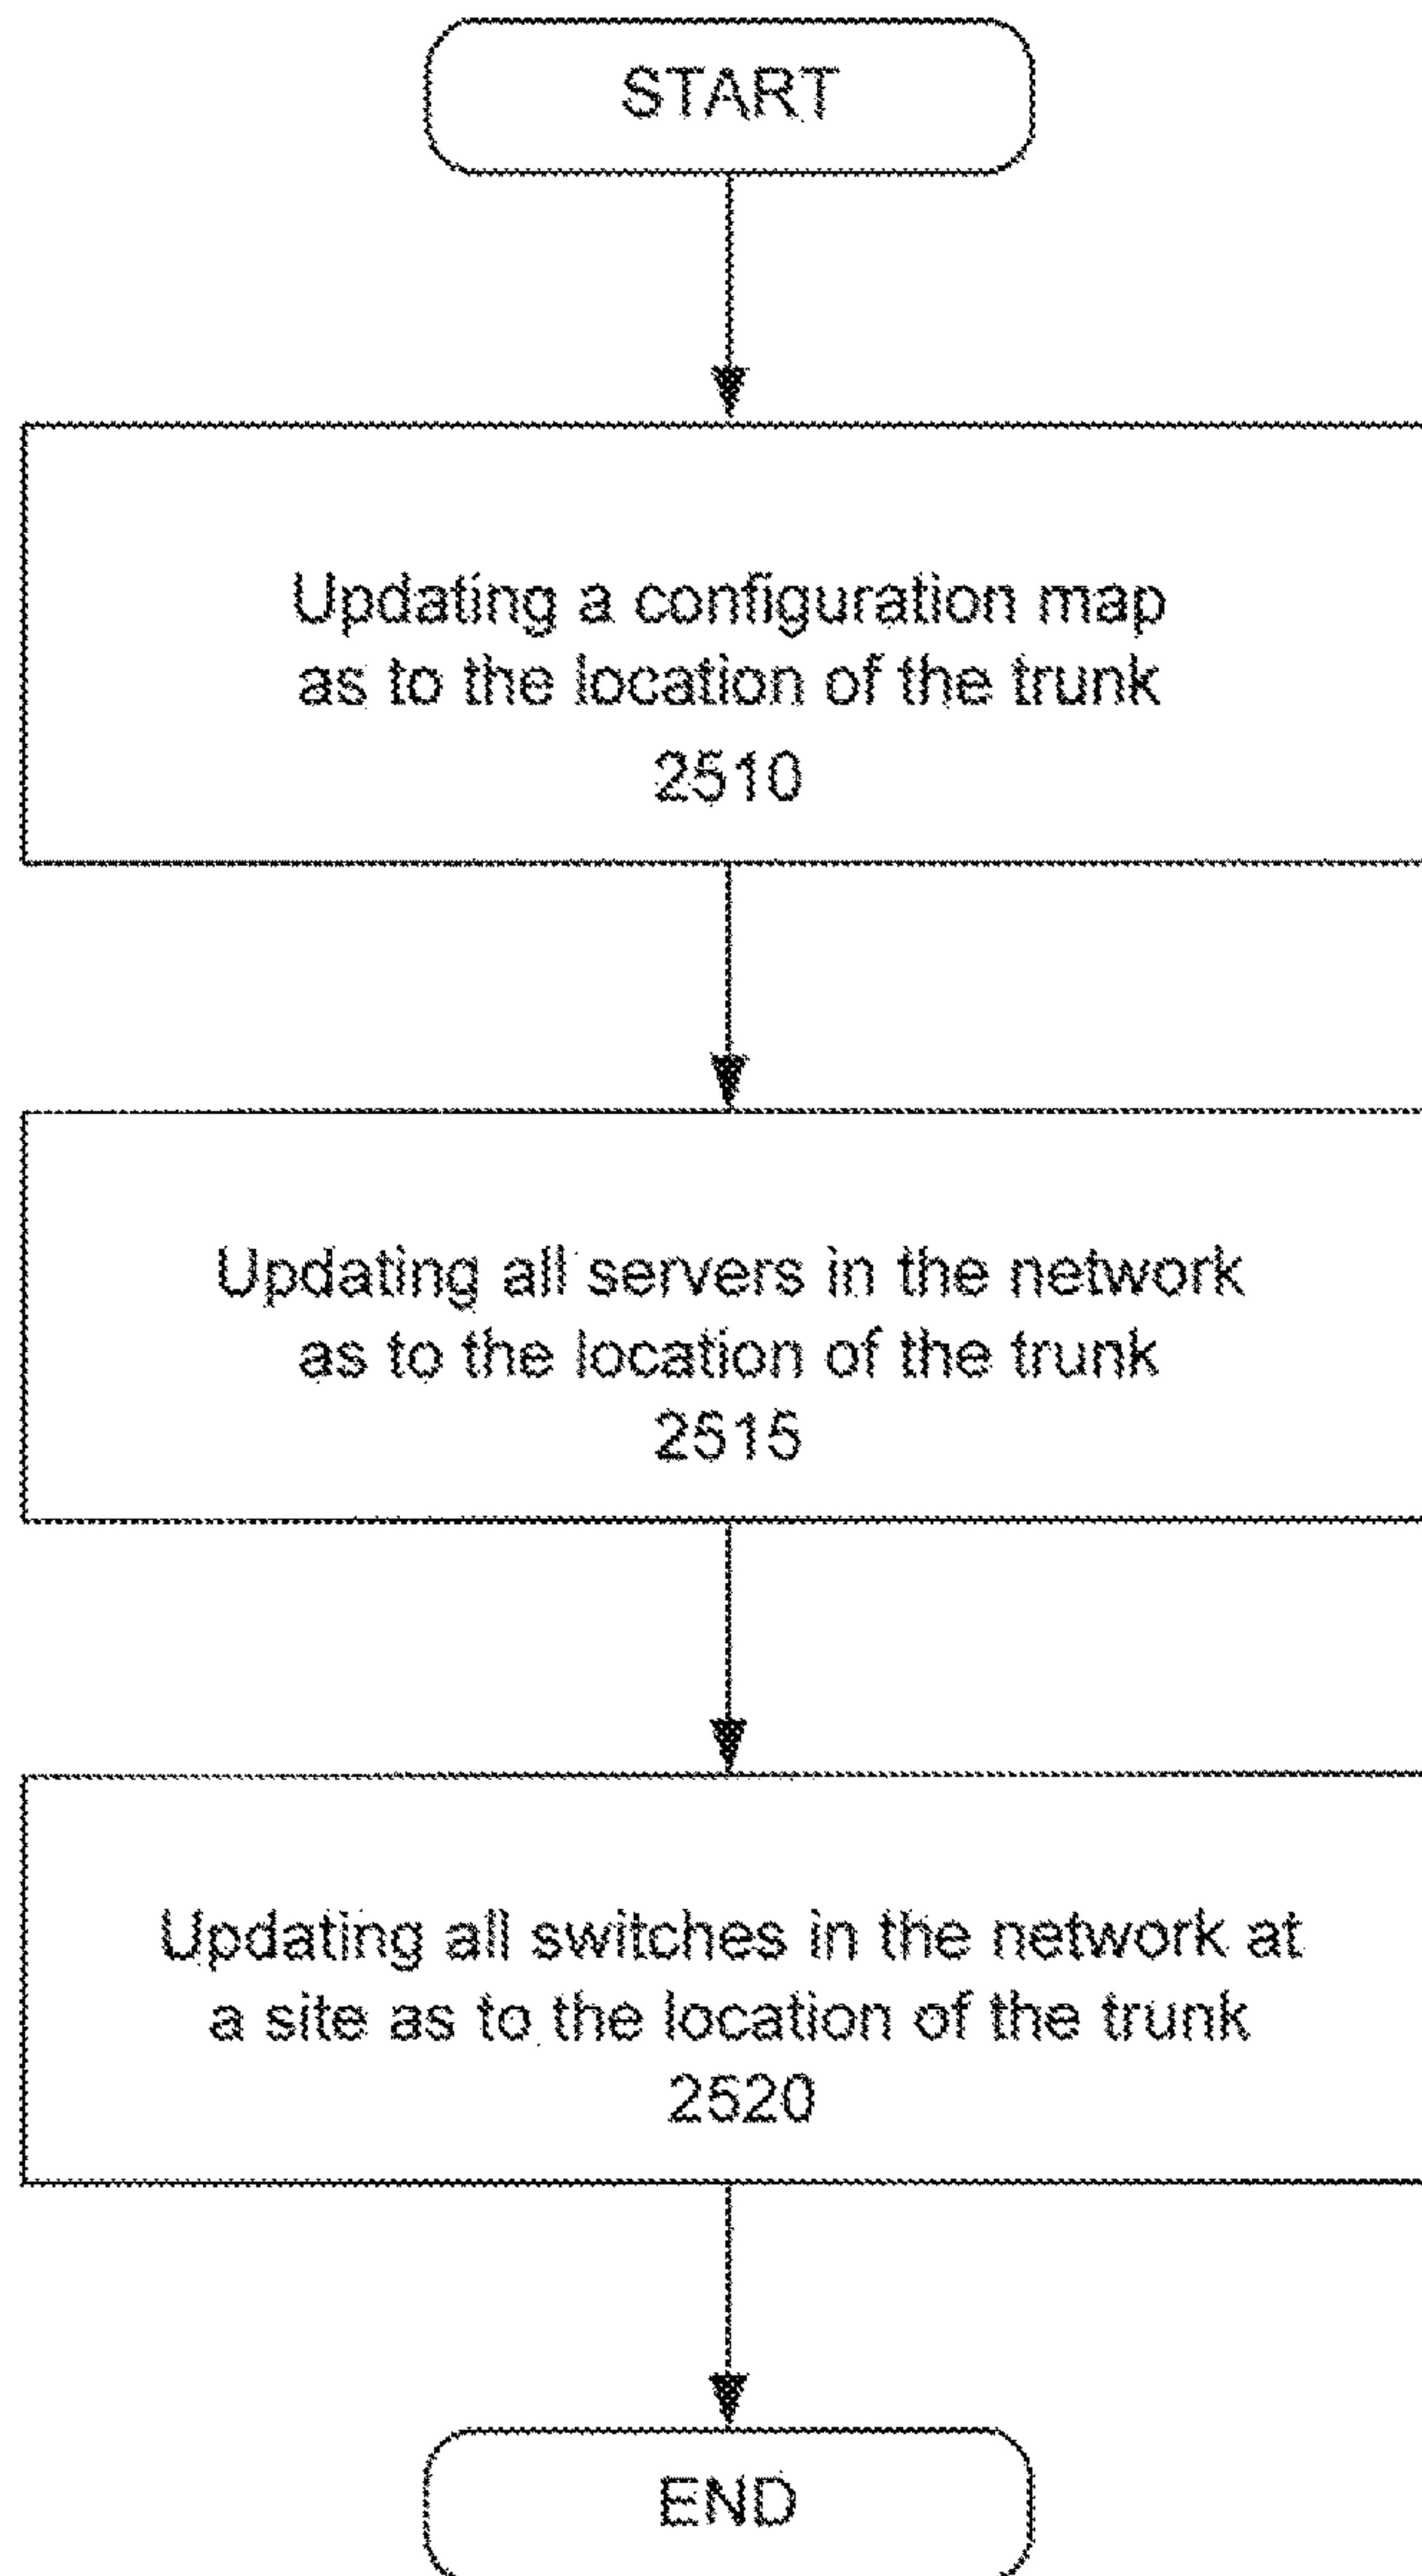 START
Updating a configuration map
as to the location of the trunk
2510
Updating all servers in the network
as to the location of the trunk
2515
Updating all switches in the network at
a site as to the location of the trunk
2520
END